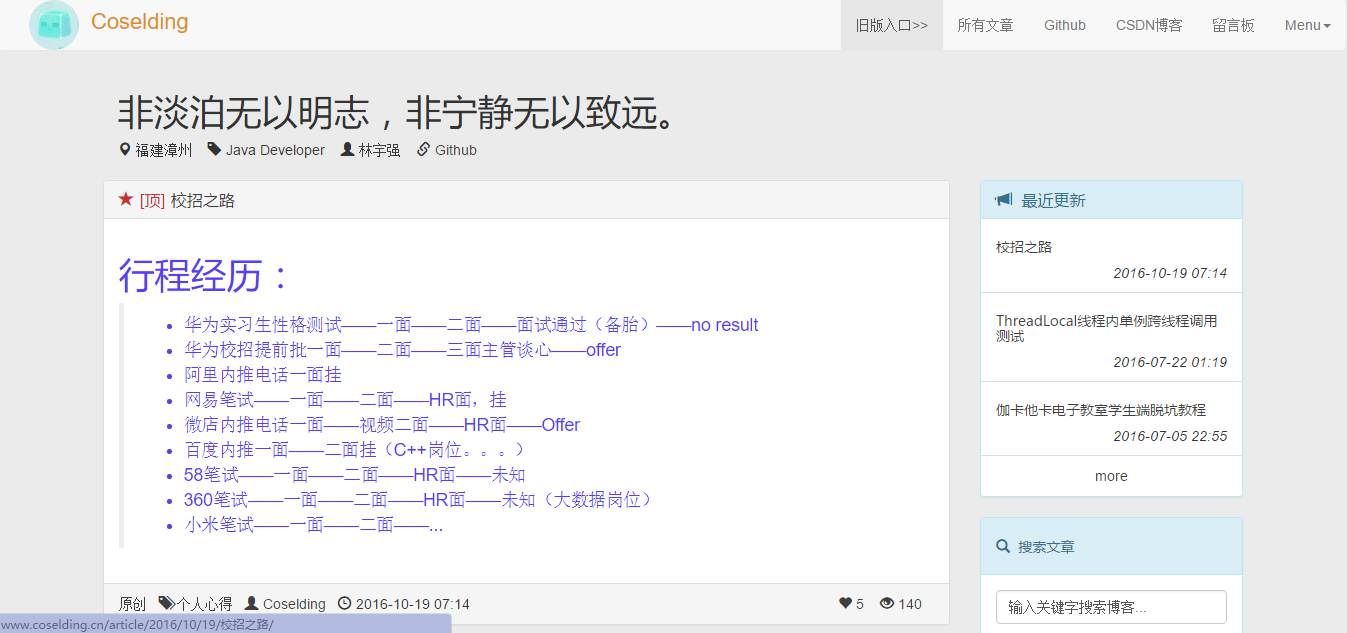 Coselding
旧版入口>> 所有文章 Github CSDN博客 留言板 Menu
非淡泊无以明志，非宁静无以致远。
福建漳州 Java Developer 林宇强 Github
[顶] 校招之路
行程经历：
华为实习生性格测试——一面——二面——面试通过（备胎）——no result
华为校招提前批一面——二面——三面主管谈心——offer
阿里内推电话一面挂
网易笔试——一面——二面——HR面，挂
微店内推电话一面——视频二面——HR面——Offer
百度内推一面——二面挂（C++岗位。。。）
58笔试——一面——二面——HR面——未知
360笔试——一面——二面——HR面——未知（大数据岗位）
小米笔试——一面——二面——...
原创 个人心得 Coselding 2016-10-19 07:14 5 140
最近更新
校招之路
2016-10-19 07:14
ThreadLocal线程内单例跨线程调用
测试
2016-07-22 01:19
伽卡他卡电子教室学生端脱坑教程
2016-07-05 22:55
more
搜索文章
输入关键字搜索博客...
www.coselding.cn/article/2016/10/19/校招之路/